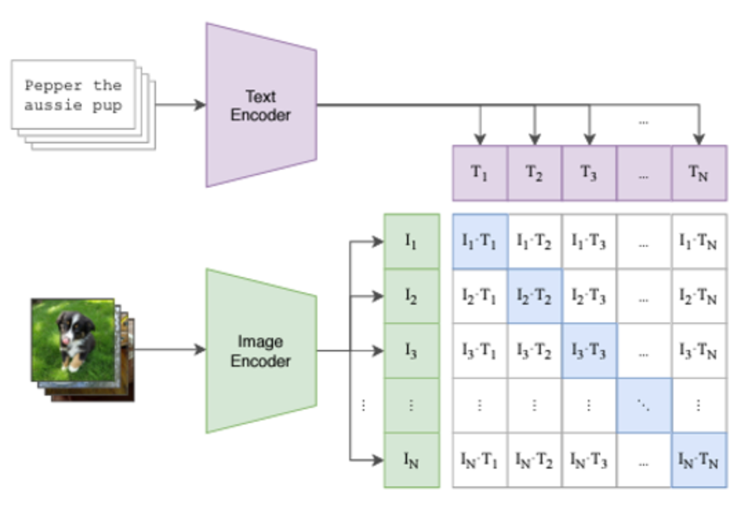 Pepper the
aussie pup
Text
Encoder
...
T1 T2 T3 ... TN
I1 I1·T1 I1·T2 I1·T3 ... I1·TN
I2 I2·T1 I2·T2 I2·T3 ... I2·TN
Image
Encoder
I3 I3·T1 I3·T2 I3·T3 ... I3·TN
⋮ ⋮ ⋮ ⋮ ⋮ ⋱ ⋮
IN IN·T1 IN·T2 IN·T3 ... IN·TN